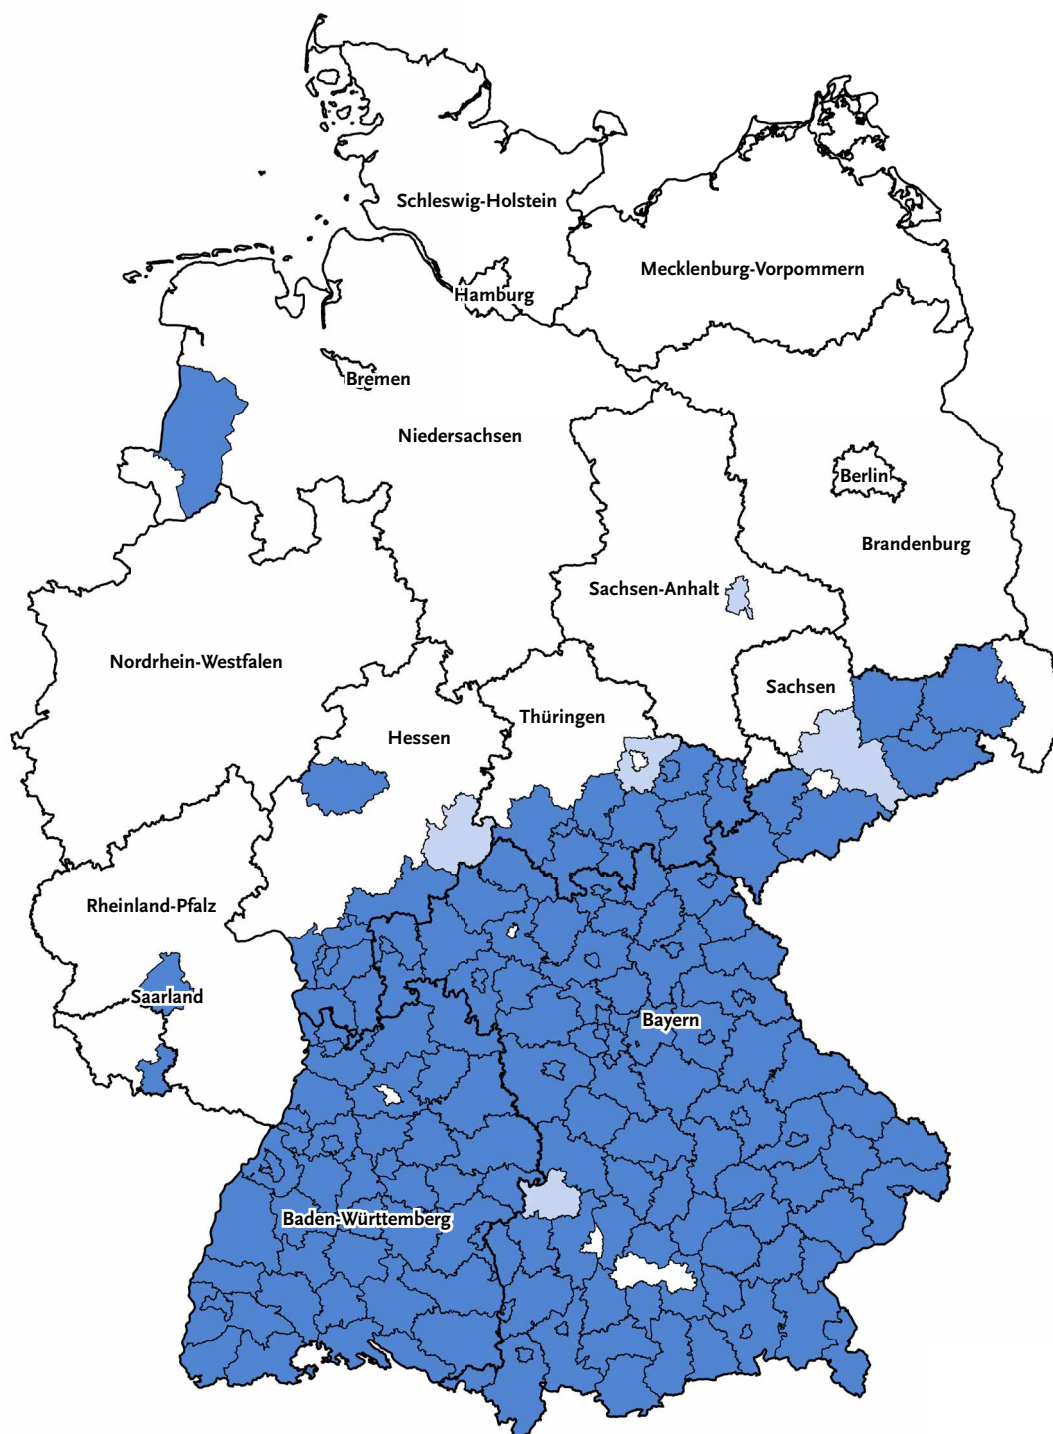 Schleswig-Holstein
Mecklenburg-Vorpommern
Hamburg
Bremen
Niedersachsen
Berlin
Brandenburg
Sachsen-Anhalt
Nordrhein-Westfalen
Sachsen
Thüringen
Hessen
Rheinland-Pfalz
Saarland
Bayern
Baden-Württemberg